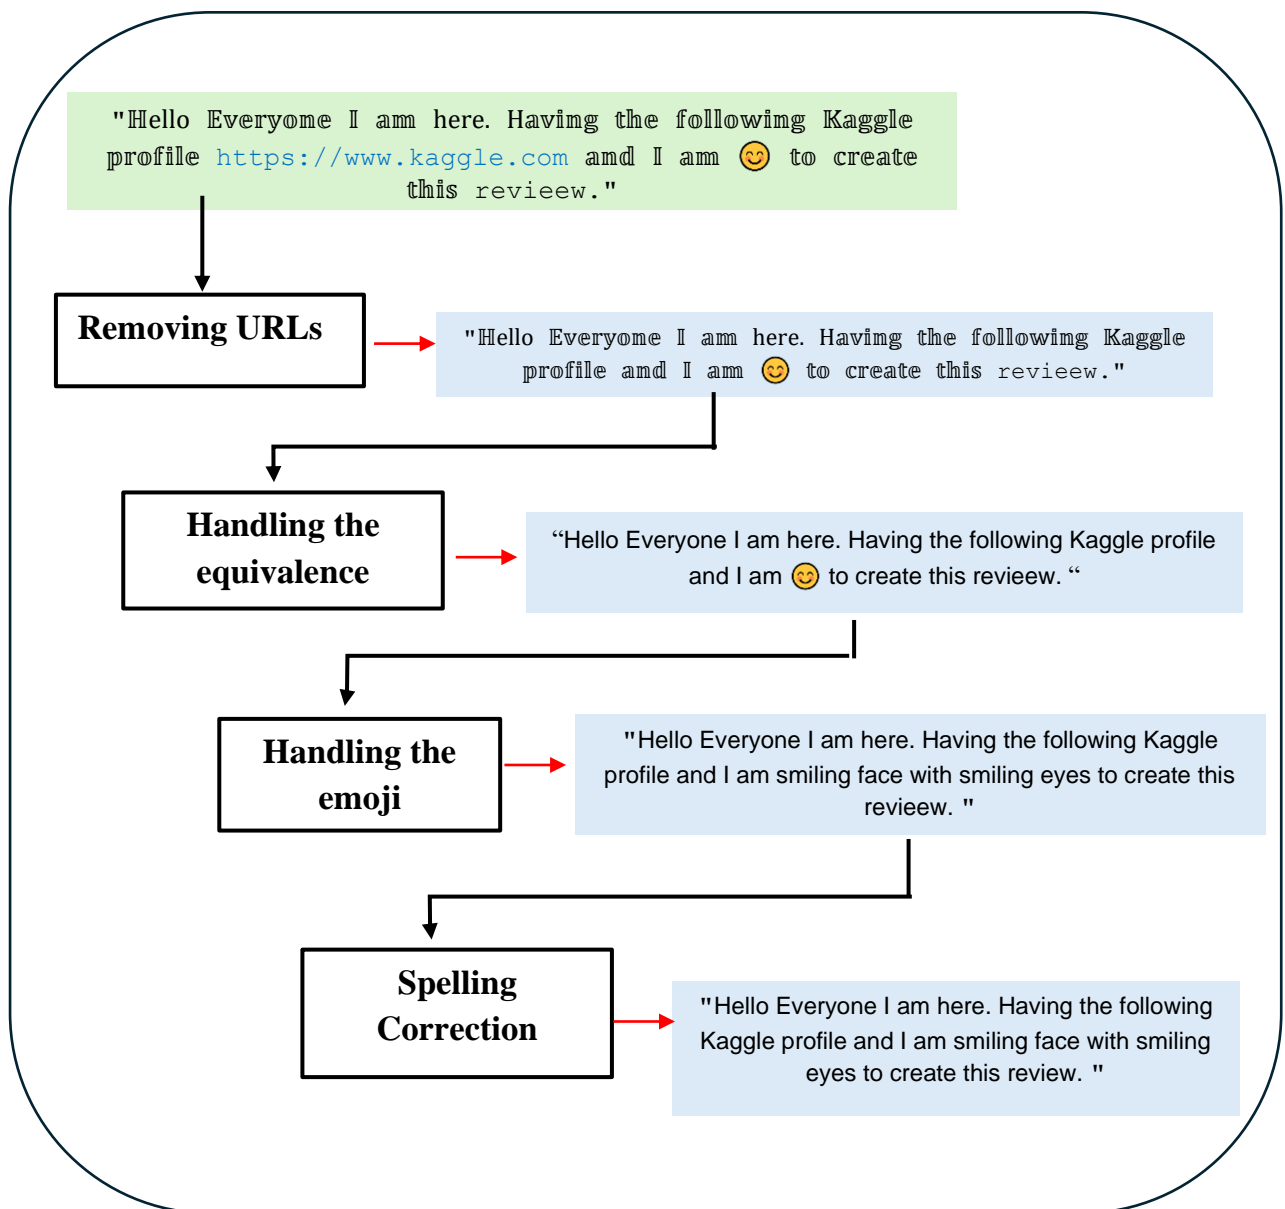 "Hello Everyome I am here. Having the following Kaggle
profile https://www.kaggle.com amd I am 😊 to create
this revieew."
Removing URLs
"Hello Everyome I am here. Having the following Kaggle
profile amd I am 😊 to create this revieew."
Handling the
equivalence
“Hello Everyone I am here. Having the following Kaggle profile
and I am 😊 to create this revieew. “
Handling the
emoji
"Hello Everyone I am here. Having the following Kaggle
profile and I am smiling face with smiling eyes to create this
revieew. "
Spelling
Correction
"Hello Everyone I am here. Having the following
Kaggle profile and I am smiling face with smiling
eyes to create this review. "